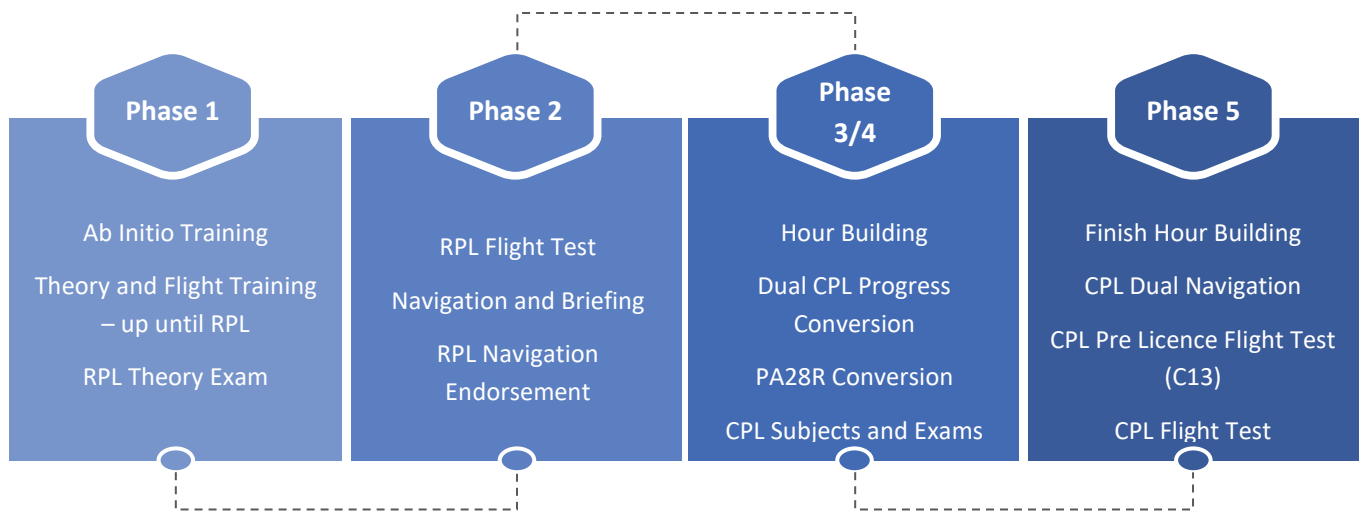 Phase 1
Ab Initio Training
Theory and Flight Training
– up until RPL
RPL Theory Exam
Phase 2
RPL Flight Test
Navigation and Briefing
RPL Navigation
Endorsement
Phase
3/4
Hour Building
Dual CPL Progress
Conversion
PA28R Conversion
CPL Subjects and Exams
Phase 5
Finish Hour Building
CPL Dual Navigation
CPL Pre Licence Flight Test
(C13)
CPL Flight Test